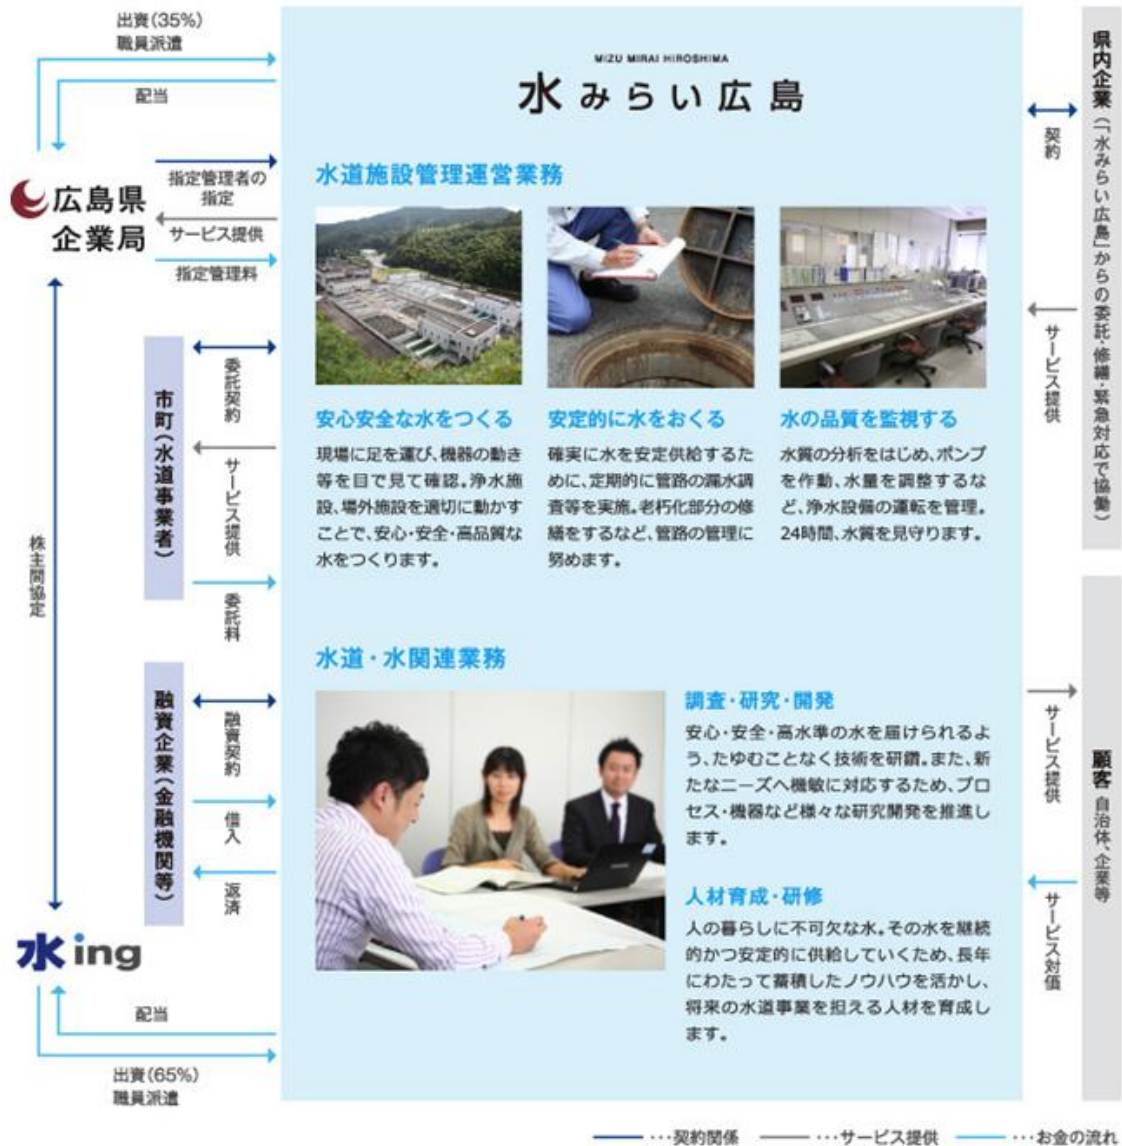 出資(35%)
職員派遣
配当
広島県
企業局
指定管理者の
指定
サービス提供
指定管理料
株主間協定
市町(水道事業者)
委託契約
サービス提供
委託料
融資企業(金融機関等)
融資契約
借入
返済
水ing
配当
出資(65%)
職員派遣
MIZU MIRAI HIROSHIMA
水みらい広島
水道施設管理運営業務
安心安全な水をつくる
現場に足を運び、機器の動き
等を目で見て確認。浄水施
設、場外施設を適切に動かす
ことで、安心・安全・高品質な
水をつくります。
安定的に水をおくる
確実に水を安定供給するた
めに、定期的に管路の漏水調
査等を実施。老朽化部分の修
繕をするなど、管路の管理に
努めます。
水の品質を監視する
水質の分析をはじめ、ポンプ
を作動、水量を調整するな
ど、浄水設備の運転を管理。
24時間、水質を見守ります。
水道・水関連業務
調査・研究・開発
安心・安全・高水準の水を届けられるよ
う、たゆむことなく技術を研鑽。また、新
たなニーズへ機敏に対応するため、プロ
セス・機器など様々な研究開発を推進し
ます。
人材育成・研修
人の暮らしに不可欠な水。その水を継続
的かつ安定的に供給していくため、長年
にわたって蓄積したノウハウを活かし、
将来の水道事業を担える人材を育成し
ます。
契約
サービス提供
県内企業(「水みらい広島」からの委託・修繕・緊急対応で協働)
サービス提供
サービス対価
顧客 自治体、企業等
…契約関係 …サービス提供 …お金の流れ